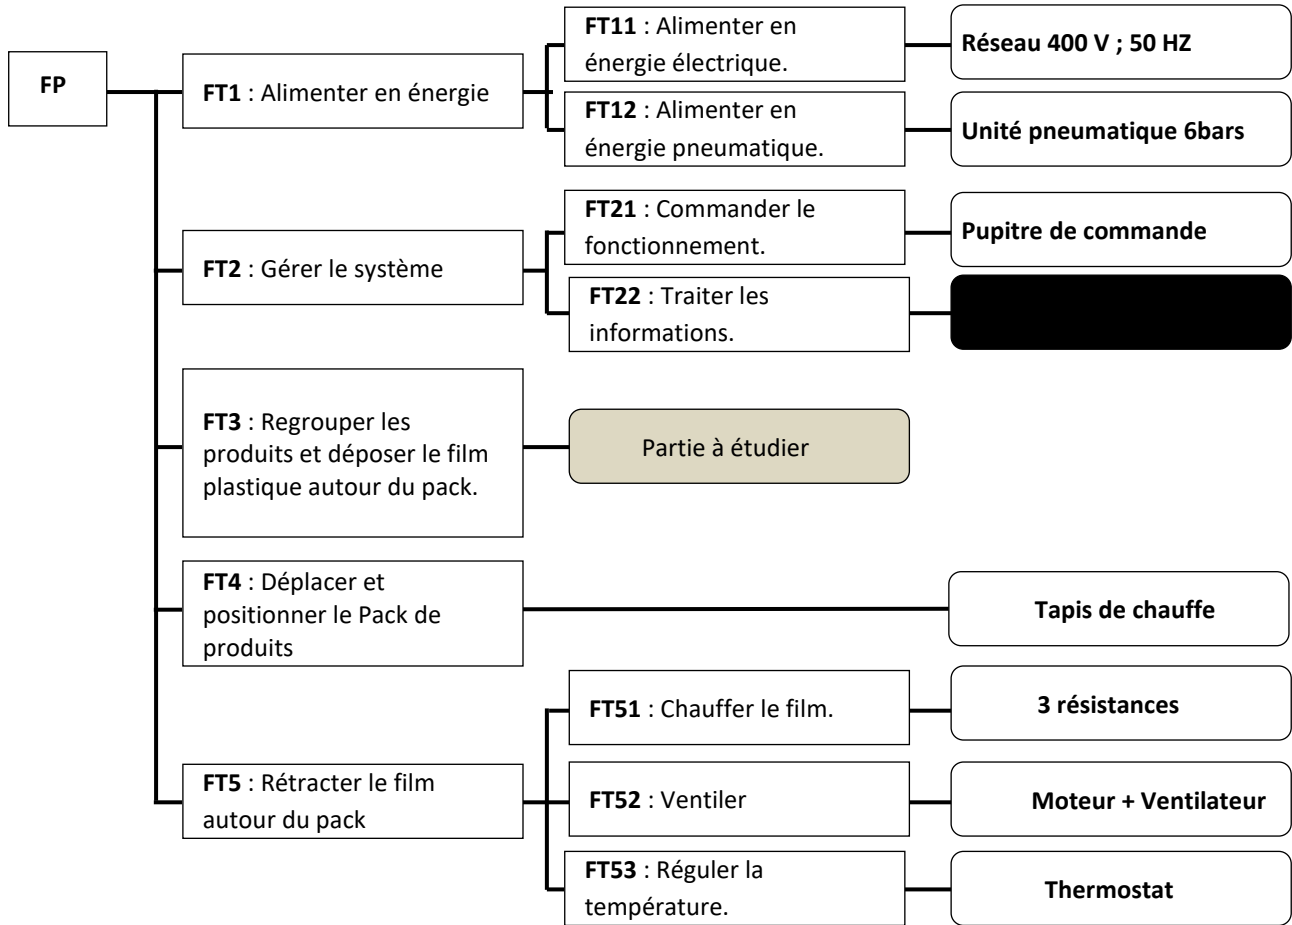 FP
FT1 : Alimenter en énergie
FT11 : Alimenter en
énergie électrique.
Réseau 400 V ; 50 HZ
FT12 : Alimenter en
énergie pneumatique.
Unité pneumatique 6bars
FT2 : Gérer le système
FT21 : Commander le
fonctionnement.
Pupitre de commande
FT22 : Traiter les
informations.
FT3 : Regrouper les
produits et déposer le film
plastique autour du pack.
Partie à étudier
FT4 : Déplacer et
positionner le Pack de
produits
Tapis de chauffe
FT5 : Rétracter le film
autour du pack
FT51 : Chauffer le film.
3 résistances
FT52 : Ventiler
Moteur + Ventilateur
FT53 : Réguler la
température.
Thermostat